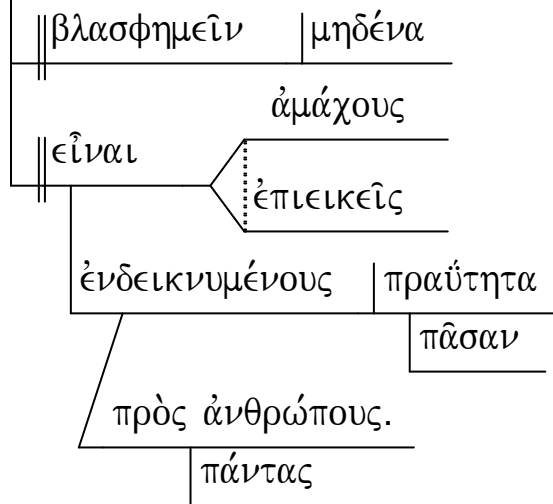 βλασφημεῖν μηδένα
ἀμάχους
εἶναι
ἐπιεικεῖς
ἐνδεικνυμένους πραΰτητα
πᾶσαν
πρὸς ἀνθρώπους.
πάντας